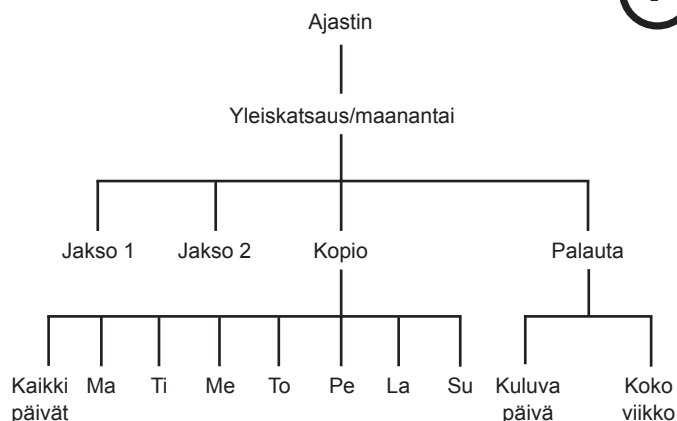 Ajastin
Yleiskatsaus/maanantai
Jakso 1 Jakso 2 Kopio Palauta
Kaikki Ma Ti Me To Pe La Su Kuluva Koko
päivät päivä viikko